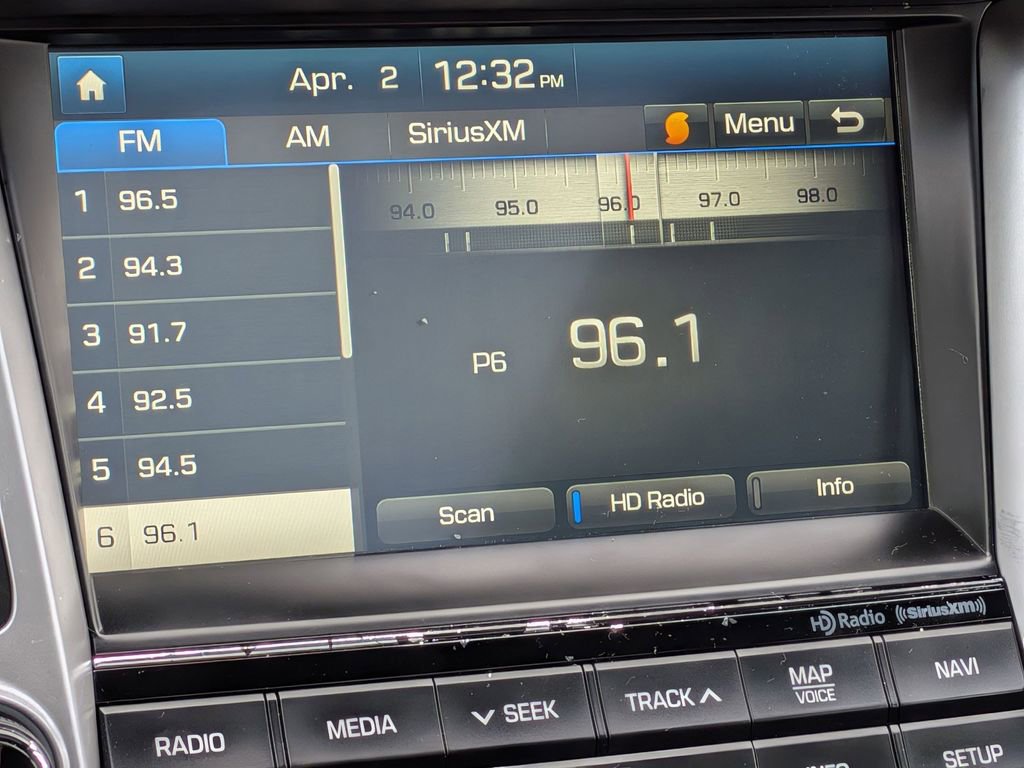 Apr. 2 12:32 PM
FM AM SiriusXM Menu
1 96.5
2 94.3
3 91.7
4 92.5
5 94.5
6 96.1
94.0 95.0 96.0 97.0 98.0
P6 96.1
Scan HD Radio Info
HD Radio ((SiriusXM))
RADIO MEDIA SEEK TRACK MAP VOICE NAVI
SETUP